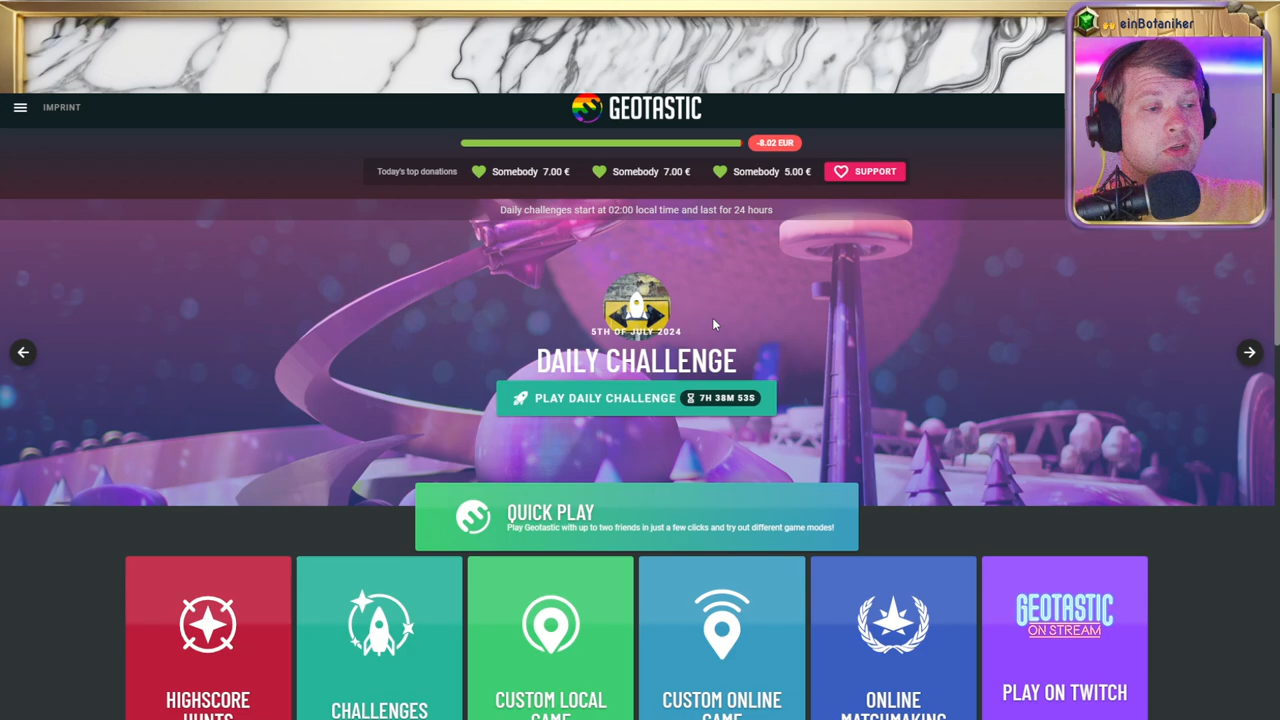 einBotaniker
IMPRINT
GEOTASTIC
-8.02 EUR
Today's top donations Somebody 7.00 € Somebody 7.00 € Somebody 5.00 € SUPPORT
Daily challenges start at 02:00 local time and last for 24 hours
5TH OF JULY 2024
DAILY CHALLENGE
PLAY DAILY CHALLENGE 7H 38M 53S
QUICK PLAY
Play Geotastic with up to two friends in just a few clicks and try out different game modes!
HIGHSCORE
HUNTS
CHALLENGES
CUSTOM LOCAL
GAME
CUSTOM ONLINE
GAME
ONLINE
MATCHMAKING
GEOTASTIC
ON STREAM
PLAY ON TWITCH